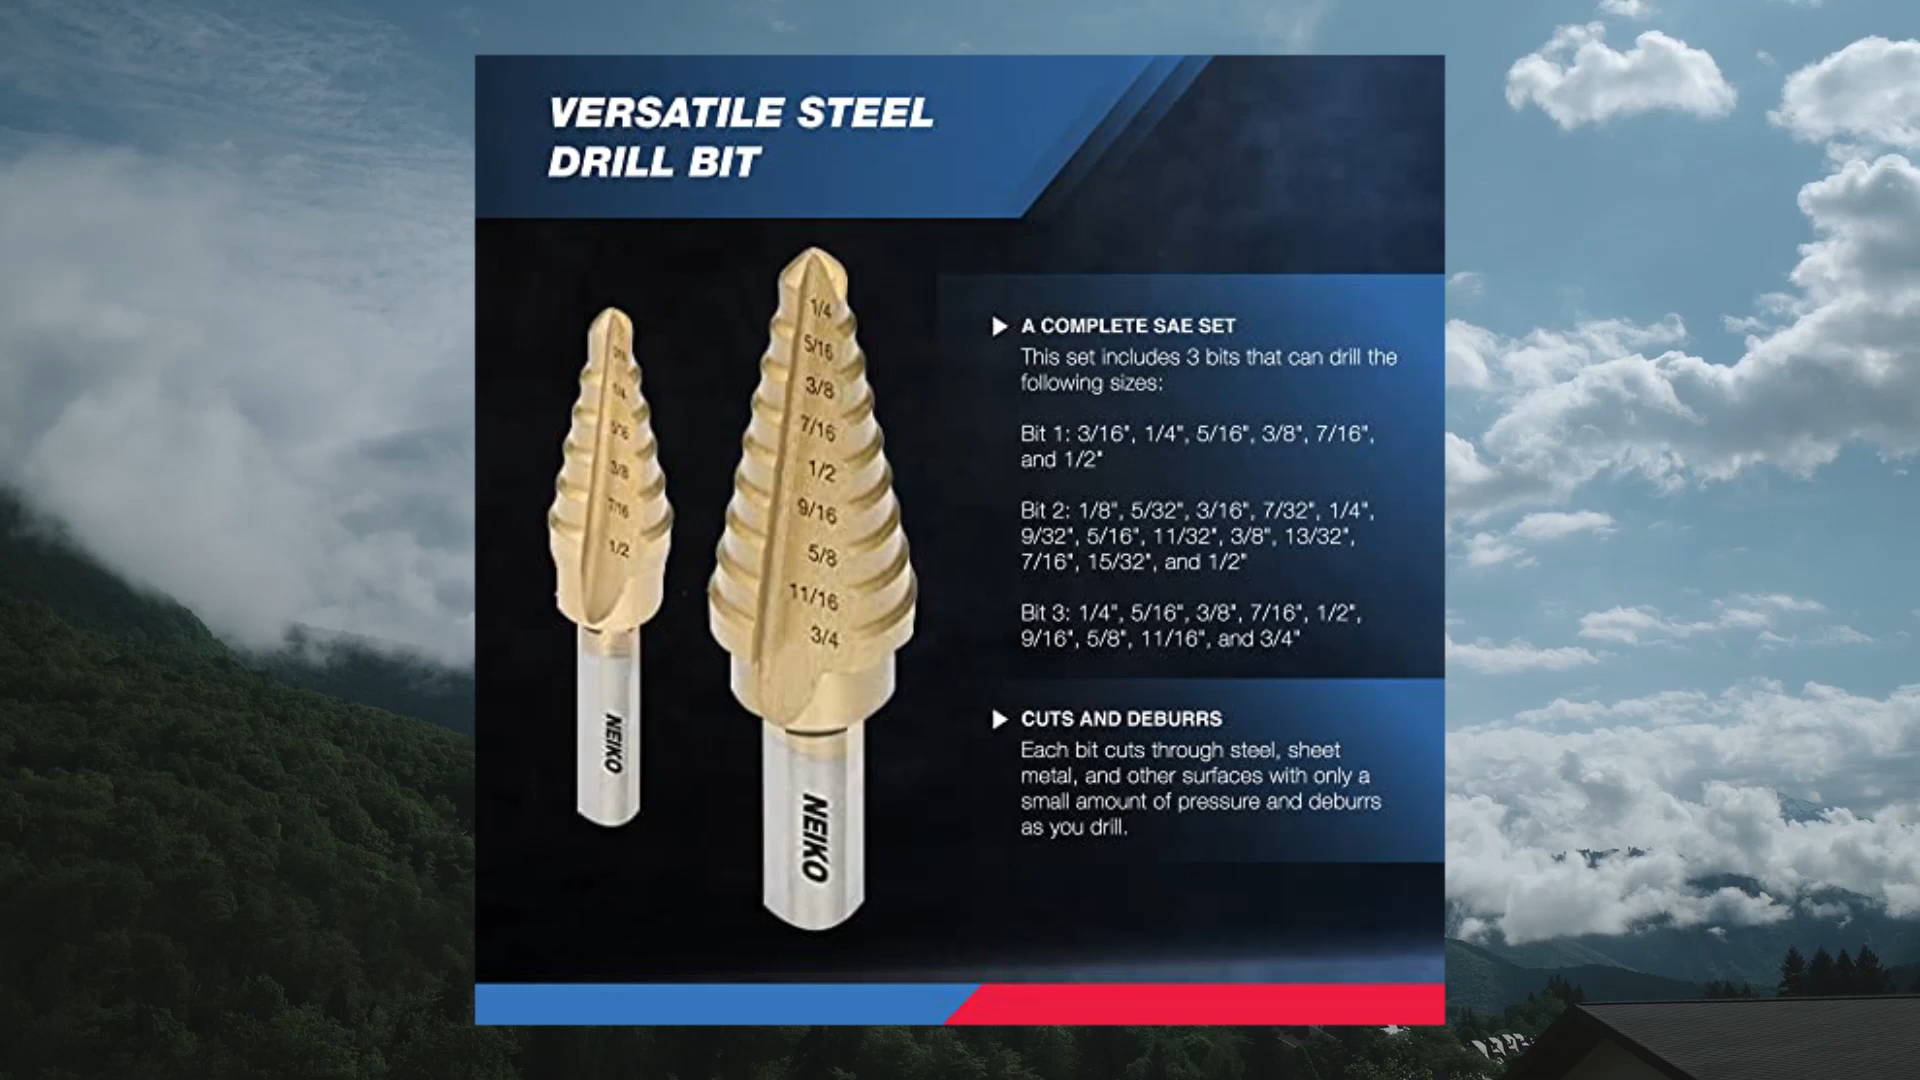 VERSATILE STEEL
DRILL BIT
1/4
5/16
3/8
7/16
1/2
9/16
5/8
11/16
3/4
NEIKO
3/16
1/4
5/16
3/8
7/16
1/2
NEIKO
A COMPLETE SAE SET
This set includes 3 bits that can drill the
following sizes:
Bit 1: 3/16", 1/4", 5/16", 3/8", 7/16",
and 1/2"
Bit 2: 1/8", 5/32", 3/16", 7/32", 1/4",
9/32", 5/16", 11/32", 3/8", 13/32",
7/16", 15/32", and 1/2"
Bit 3: 1/4", 5/16", 3/8", 7/16", 1/2",
9/16", 5/8", 11/16", and 3/4"
CUTS AND DEBURRS
Each bit cuts through steel, sheet
metal, and other surfaces with only a
small amount of pressure and deburrs
as you drill.